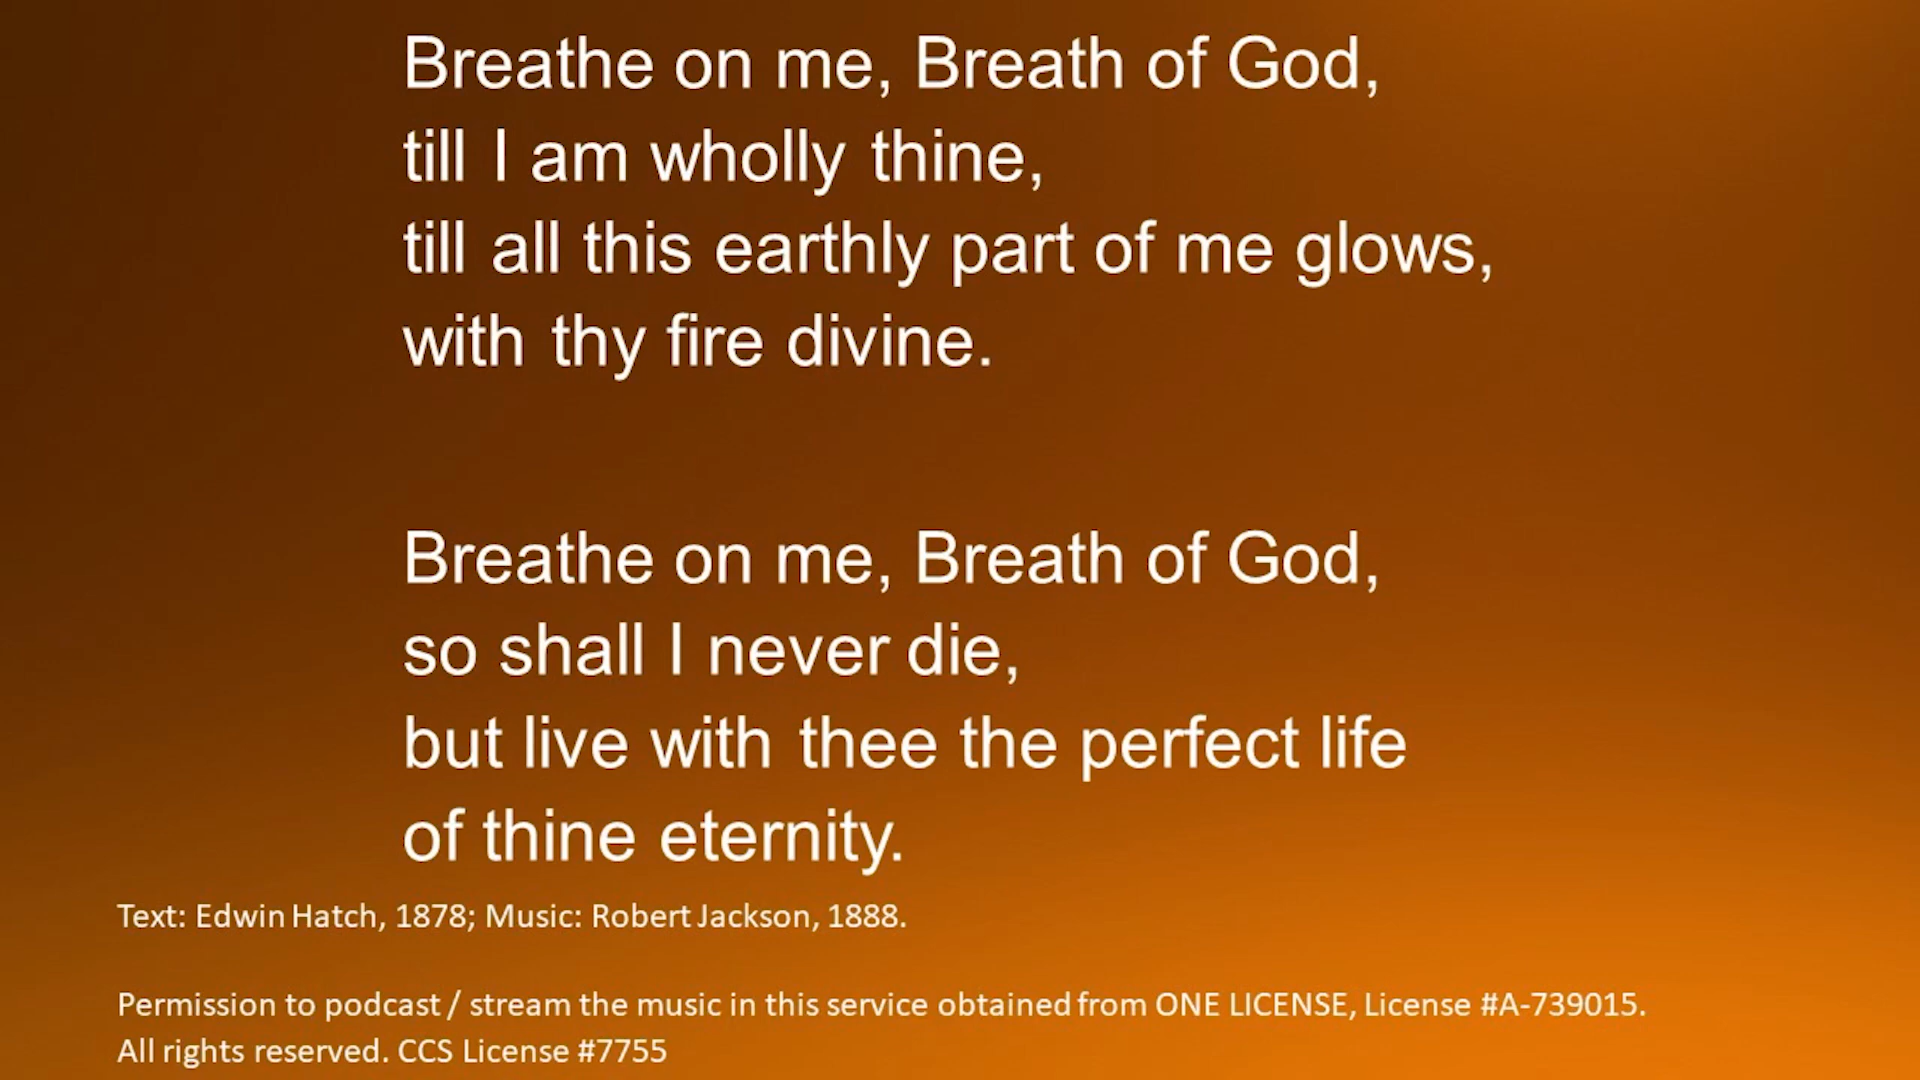 Breathe on me, Breath of God,
till I am wholly thine,
till all this earthly part of me glows,
with thy fire divine.
Breathe on me, Breath of God,
so shall I never die,
but live with thee the perfect life
of thine eternity.
Text: Edwin Hatch, 1878; Music: Robert Jackson, 1888.
Permission to podcast / stream the music in this service obtained from ONE LICENSE, License #A-739015.
All rights reserved. CCS License #7755